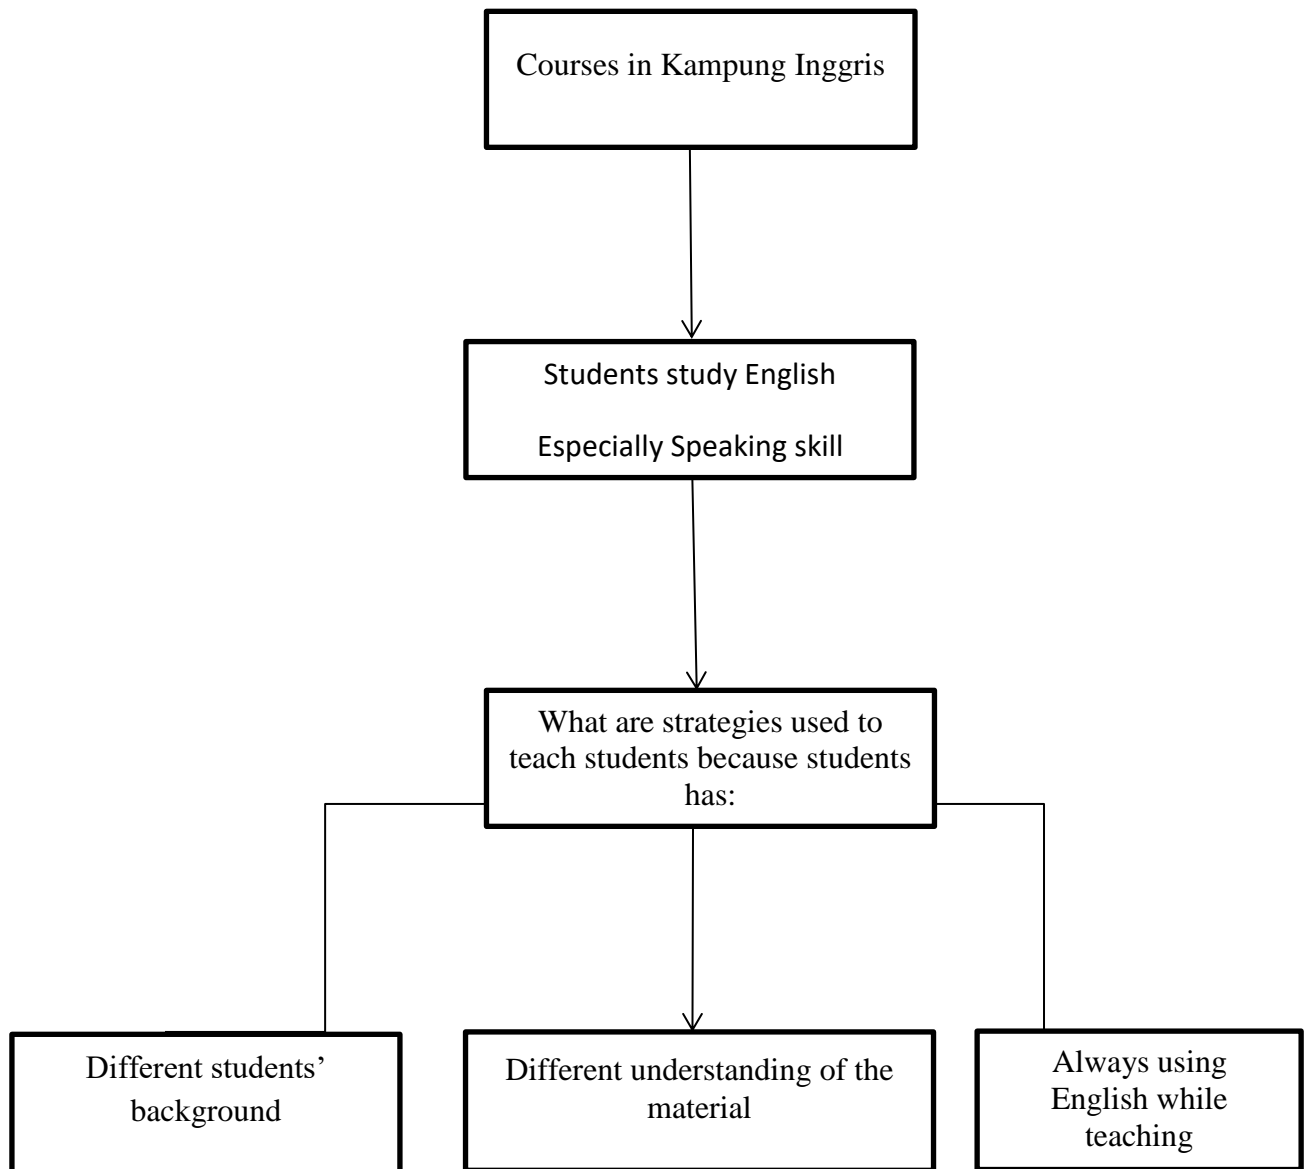 Courses in Kampung Inggris
Students study English
Especially Speaking skill
What are strategies used to
teach students because students
has:
Different students’
background
Different understanding of the
material
Always using
English while
teaching